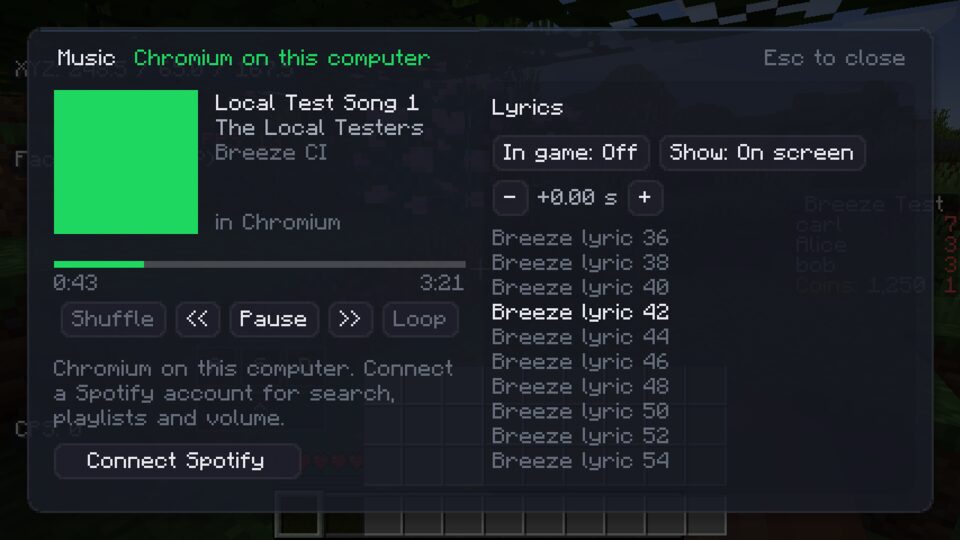 Music Chromium on this computer
Esc to close
Local Test Song 1
The Local Testers
Breeze CI
in Chromium
0:43
3:21
Shuffle
<<
Pause
>>
Loop
Chromium on this computer. Connect
a Spotify account for search,
playlists and volume.
Connect Spotify
Lyrics
In game: Off
Show: On screen
- +0.00 s +
Breeze lyric 36
Breeze lyric 38
Breeze lyric 40
Breeze lyric 42
Breeze lyric 44
Breeze lyric 46
Breeze lyric 48
Breeze lyric 50
Breeze lyric 52
Breeze lyric 54
Breeze Test
carl 7
Alice 3
bob 3
Coins: 1,250 1